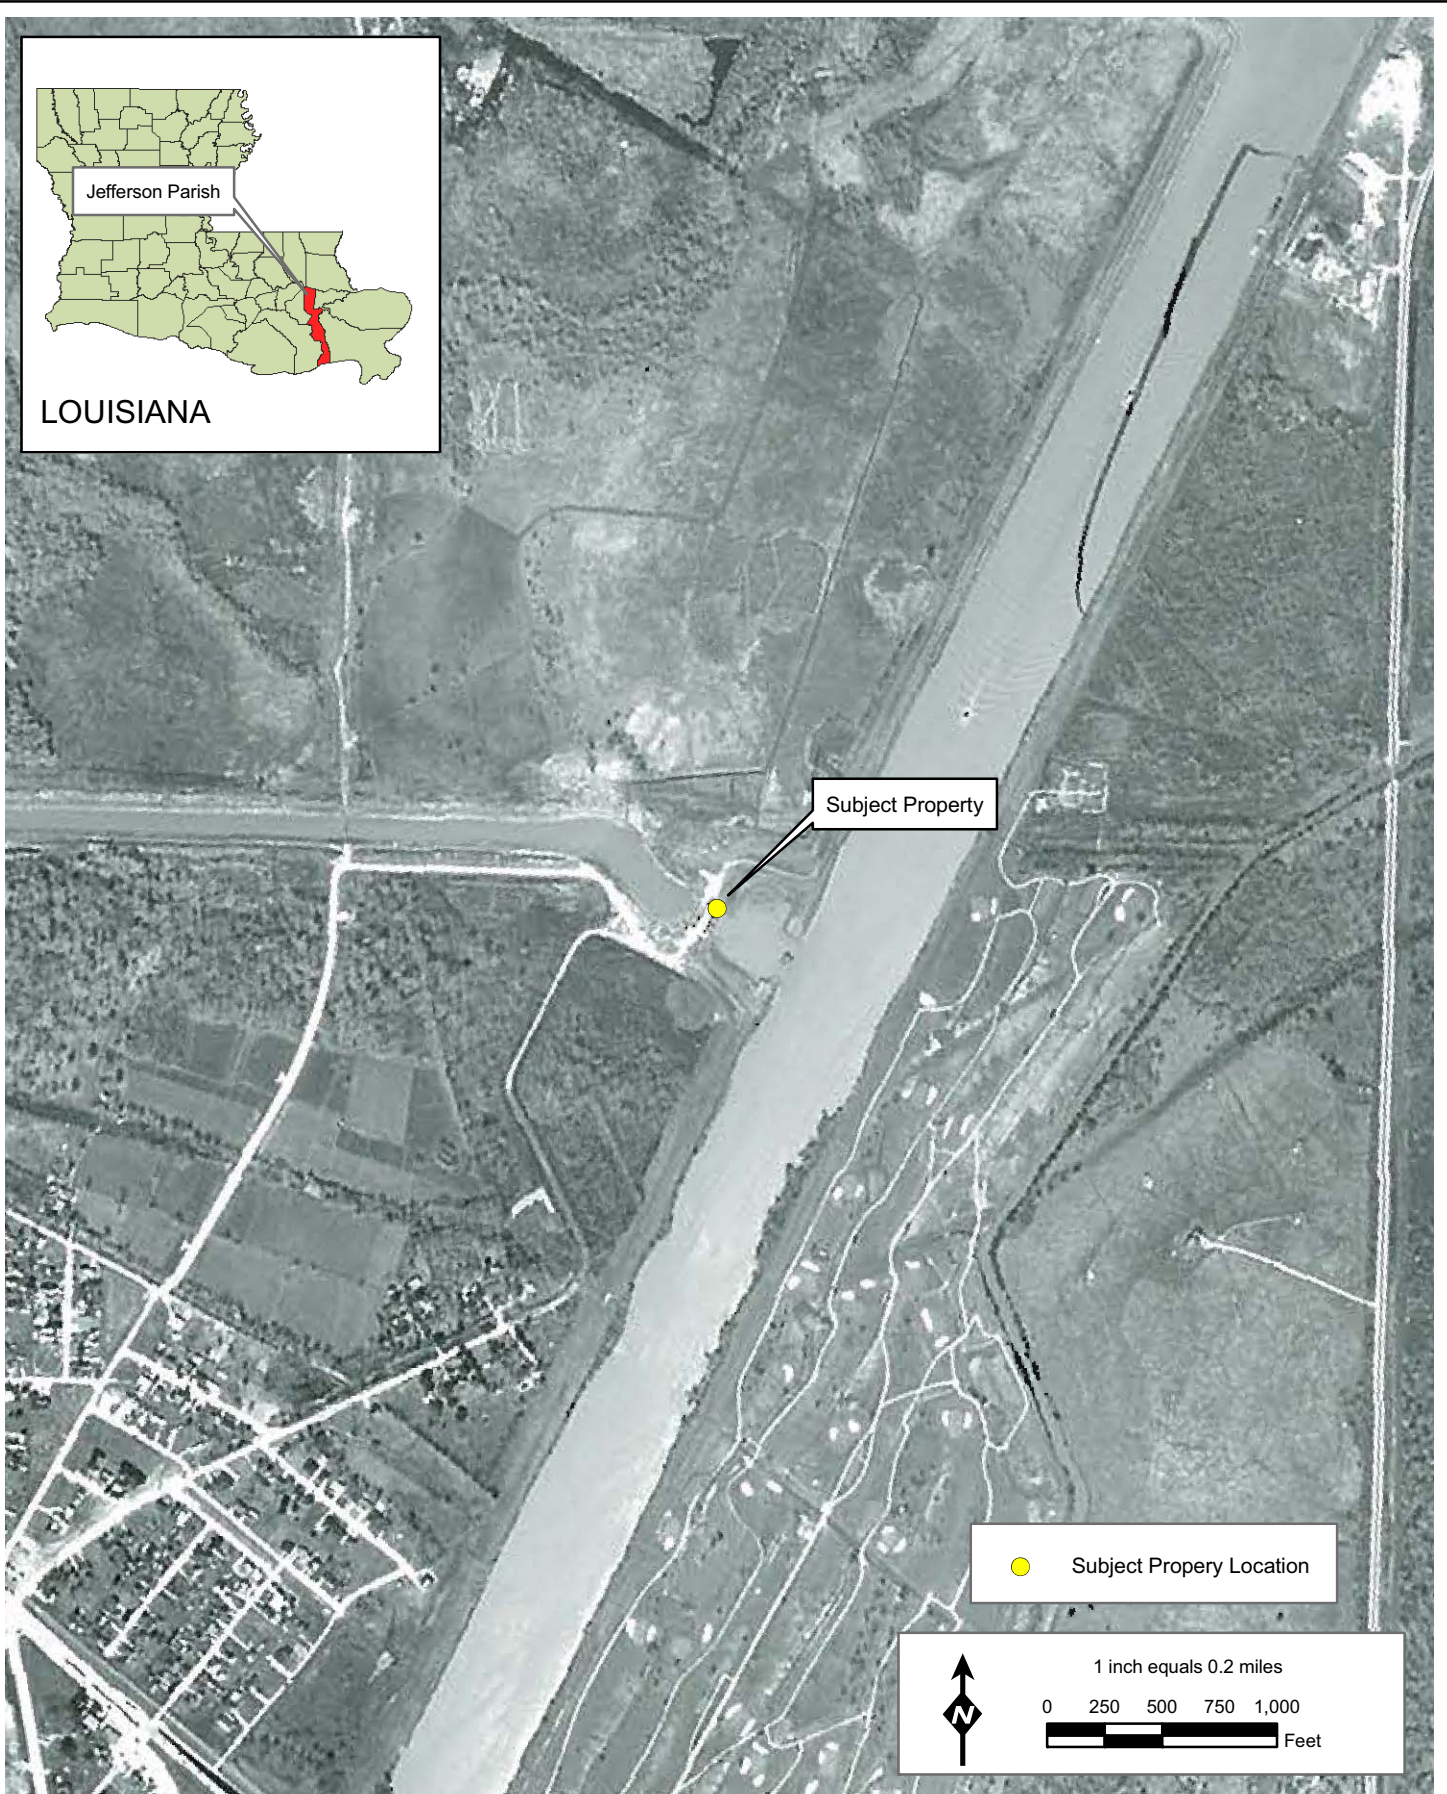 Jefferson Parish
LOUISIANA
Subject Property
Subject Propery Location
1 inch equals 0.2 miles
0 250 500 750 1,000
Feet
N